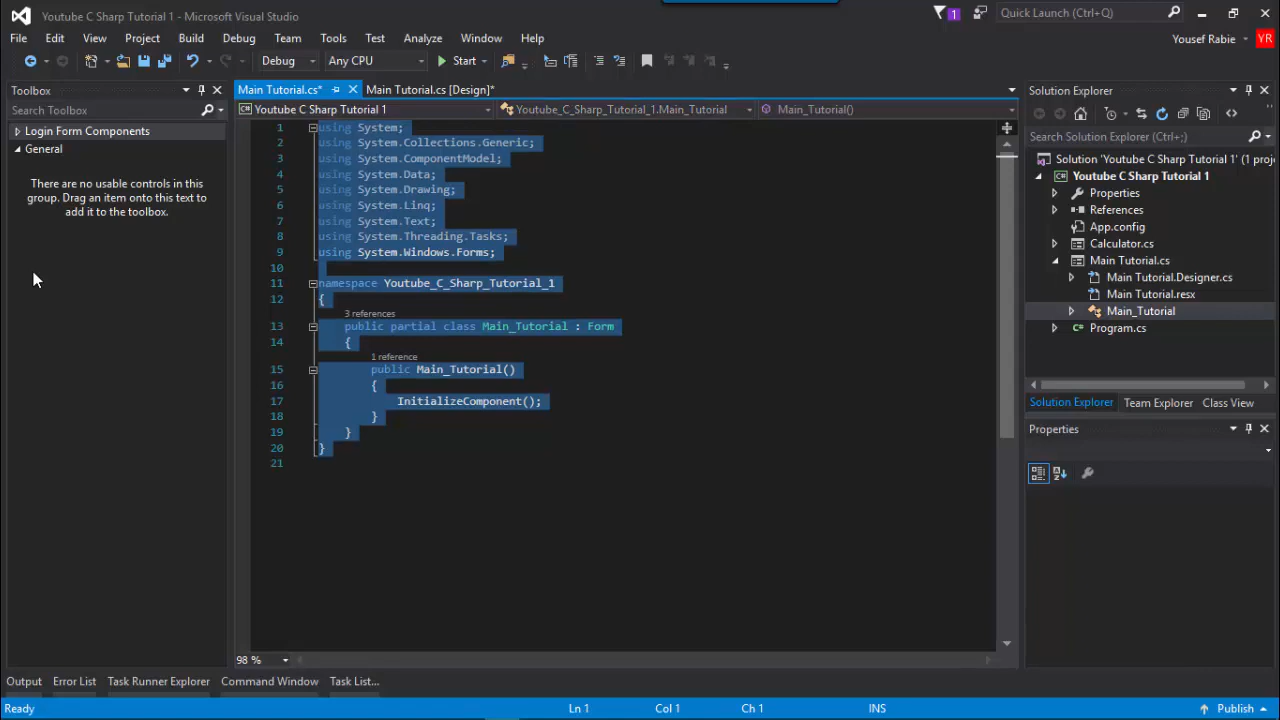 Youtube C Sharp Tutorial 1 - Microsoft Visual Studio
1
Quick Launch (Ctrl+Q)
File Edit View Project Build Debug Team Tools Test Analyze Window Help
Yousef Rabie YR
Debug Any CPU Start
Toolbox
Search Toolbox
Login Form Components
General
There are no usable controls in this
group. Drag an item onto this text to
add it to the toolbox.
Main Tutorial.cs* Main Tutorial.cs [Design]*
Youtube C Sharp Tutorial 1 Youtube_C_Sharp_Tutorial_1.Main_Tutorial Main_Tutorial()
1 using System;
2 using System.Collections.Generic;
3 using System.ComponentModel;
4 using System.Data;
5 using System.Drawing;
6 using System.Linq;
7 using System.Text;
8 using System.Threading.Tasks;
9 using System.Windows.Forms;
10
11 namespace Youtube_C_Sharp_Tutorial_1
12 {
3 references
13 public partial class Main_Tutorial : Form
14 {
1 reference
15 public Main_Tutorial()
16 {
17 InitializeComponent();
18 }
19 }
20 }
21
98 %
Solution Explorer
Search Solution Explorer (Ctrl+;)
Solution 'Youtube C Sharp Tutorial 1' (1 proj
Youtube C Sharp Tutorial 1
Properties
References
App.config
Calculator.cs
Main Tutorial.cs
Main Tutorial.Designer.cs
Main Tutorial.resx
Main_Tutorial
Program.cs
Solution Explorer Team Explorer Class View
Properties
Output Error List Task Runner Explorer Command Window Task List...
Ready Ln 1 Col 1 Ch 1 INS Publish